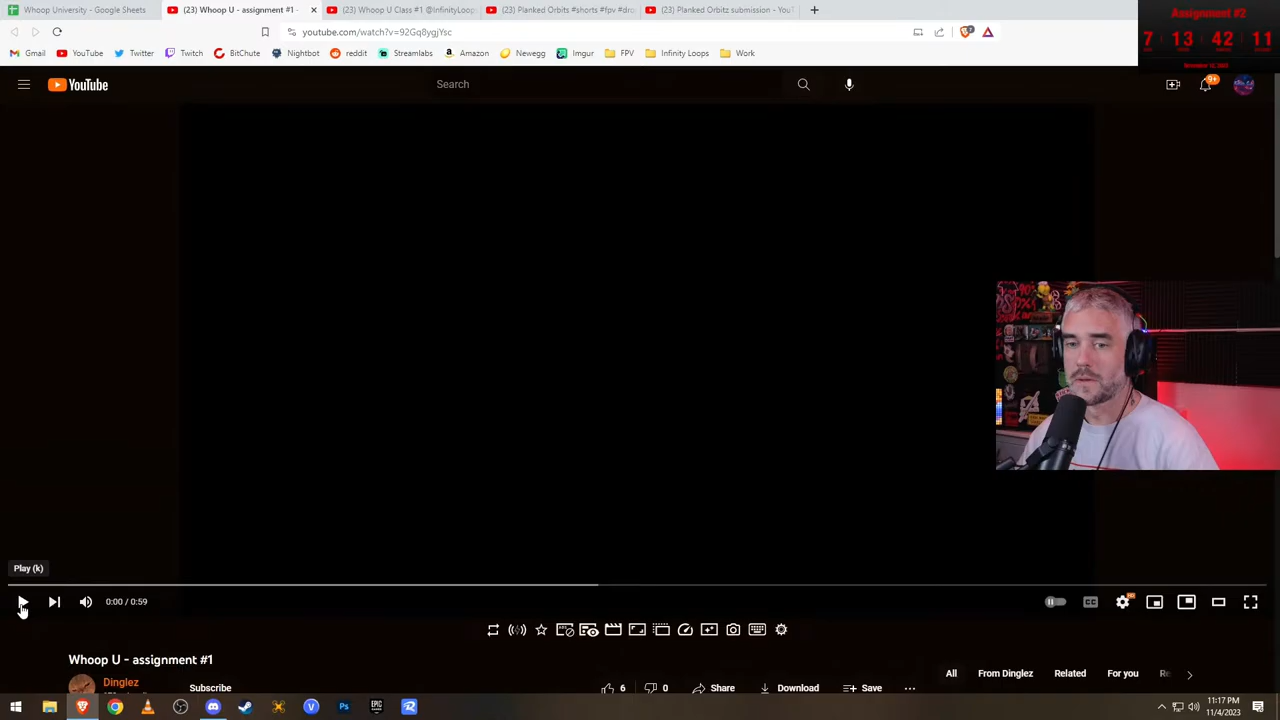 Whoop University - Google Sheets
(23) Whoop U - assignment #1 -
(23) Whoop U Class #1 @InfinityLoop
(23) Planked Orbits #shorts #fpv #dro
(23) Planked Orbitz submission - YouT
Assignment #2
7 13 42 11
youtube.com/watch?v=92Gq8ygjYsc
Gmail YouTube Twitter Twitch BitChute Nightbot reddit Streamlabs Amazon Newegg Imgur FPV Infinity Loops Work
YouTube
Search
9+
Play (k)
0:00 / 0:59
CC
HD
Whoop U - assignment #1
Dinglez
Subscribe
6 0 Share Download Save
All From Dinglez Related For you
11:17 PM
11/4/2023